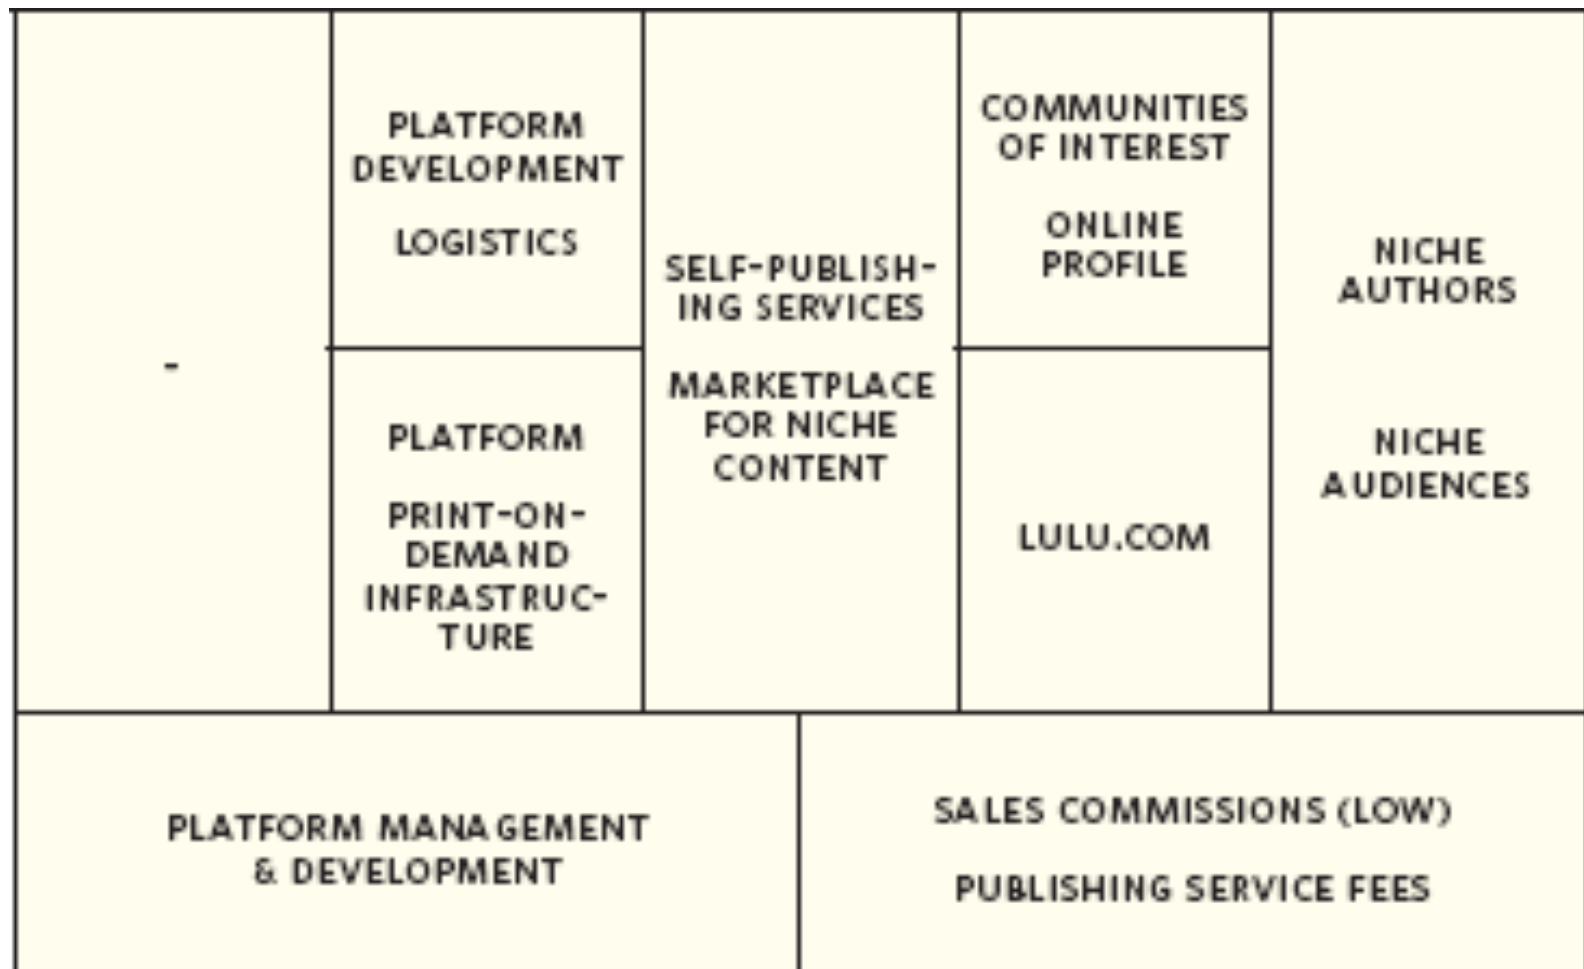 -
PLATFORM
DEVELOPMENT
LOGISTICS
PLATFORM
PRINT-ON-
DEMAND
INFRASTRUC-
TURE
SELF-PUBLISH-
ING SERVICES
MARKETPLACE
FOR NICHE
CONTENT
COMMUNITIES
OF INTEREST
ONLINE
PROFILE
LULU.COM
NICHE
AUTHORS
NICHE
AUDIENCES
PLATFORM MANAGEMENT
& DEVELOPMENT
SALES COMMISSIONS (LOW)
PUBLISHING SERVICE FEES